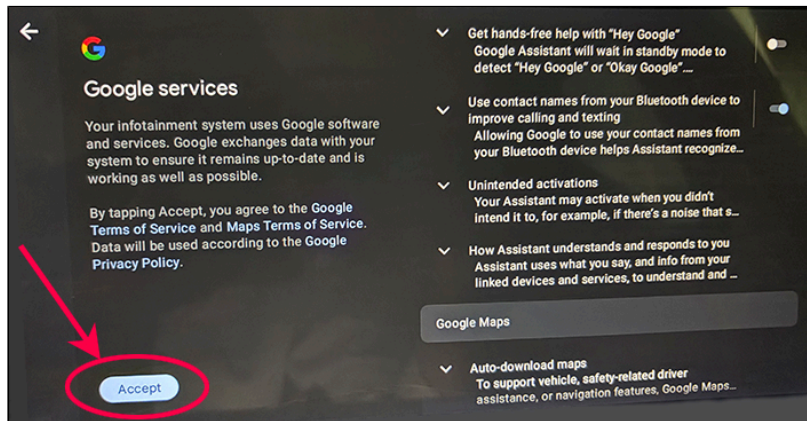 Google services
Your infotainment system uses Google software
and services. Google exchanges data with your
system to ensure it remains up-to-date and is
working as well as possible.
By tapping Accept, you agree to the Google
Terms of Service and Maps Terms of Service.
Data will be used according to the Google
Privacy Policy.
Accept
Get hands-free help with “Hey Google”
Google Assistant will wait in standby mode to
detect “Hey Google” or “Okay Google”....
Use contact names from your Bluetooth device to
improve calling and texting
Allowing Google to use your contact names from
your Bluetooth device helps Assistant recognize...
Unintended activations
Your Assistant may activate when you didn’t
intend it to, for example, if there’s a noise that s...
How Assistant understands and responds to you
Assistant uses what you say, and info from your
linked devices and services, to understand and ...
Google Maps
Auto-download maps
To support vehicle, safety-related driver
assistance, or navigation features, Google Maps...